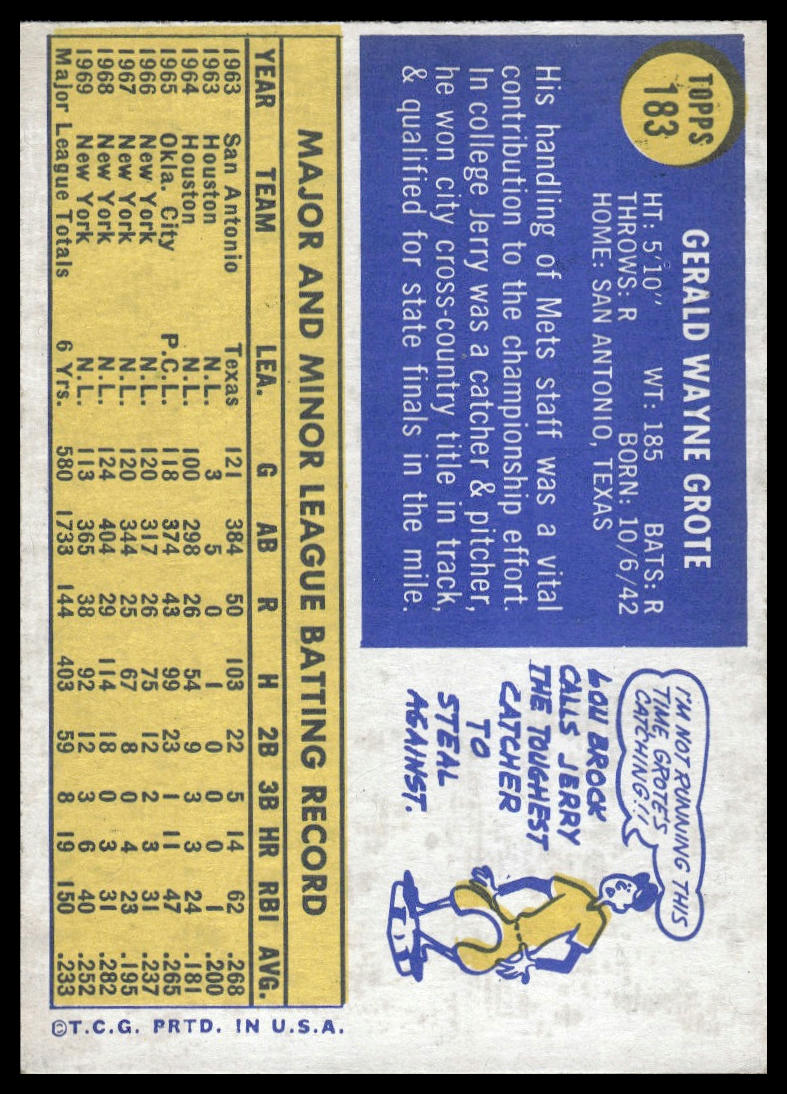 TOPPS
183
GERALD WAYNE GROTE
HT: 5'10" WT: 185 BATS: R
THROWS: R BORN: 10/6/42
HOME: SAN ANTONIO, TEXAS
His handling of Mets staff was a vital
contribution to the championship effort.
In college Jerry was a catcher & pitcher,
he won city cross-country title in track,
& qualified for state finals in the mile.
I'M NOT RUNNING THIS
TIME, GROTE'S
CATCHING!!
LOU BROCK
CALLS JERRY
THE TOUGHEST
CATCHER
TO
STEAL
AGAINST.
MAJOR AND MINOR LEAGUE BATTING RECORD
YEAR TEAM LEA. G AB R H 2B 3B HR RBI AVG.
1963 San Antonio Texas 121 384 50 103 22 5 14 62 .268
1963 Houston N.L. 3 5 0 1 0 0 0 1 .200
1964 Houston N.L. 100 298 26 54 9 3 3 24 .181
1965 Okla. City P.C.L. 118 374 43 99 23 1 11 47 .265
1966 New York N.L. 120 317 26 75 12 2 3 31 .237
1967 New York N.L. 120 344 25 67 8 0 4 23 .195
1968 New York N.L. 124 404 29 114 18 0 3 31 .282
1969 New York N.L. 113 365 38 92 12 3 6 40 .252
Major League Totals 6 Yrs. 580 1733 144 403 59 8 19 150 .233
©T.C.G. PRTD. IN U.S.A.